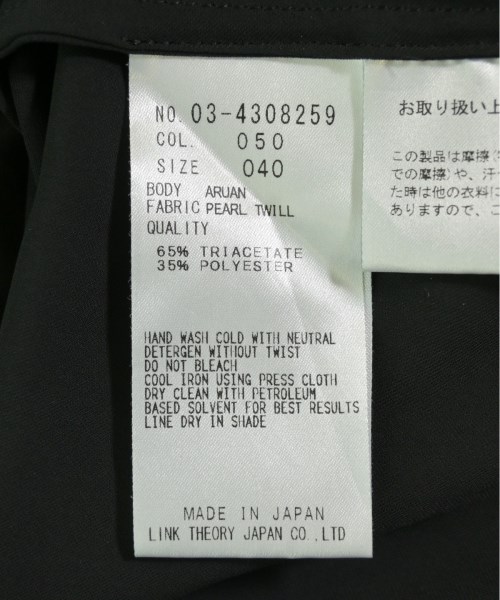 NO. 03-4308259
COL. 050
SIZE 040
BODY ARUAN
FABRIC PEARL TWILL
QUALITY
65% TRIACETATE
35% POLYESTER
HAND WASH COLD WITH NEUTRAL
DETERGEN WITHOUT TWIST
DO NOT BLEACH
COOL IRON USING PRESS CLOTH
DRY CLEAN WITH PETROLEUM
BASED SOLVENT FOR BEST RESULTS
LINE DRY IN SHADE
MADE IN JAPAN
LINK THEORY JAPAN CO.,LTD
お取り扱い上
この製品は摩擦
での摩擦)や、汗
た時は他の衣料
ありますので、こ